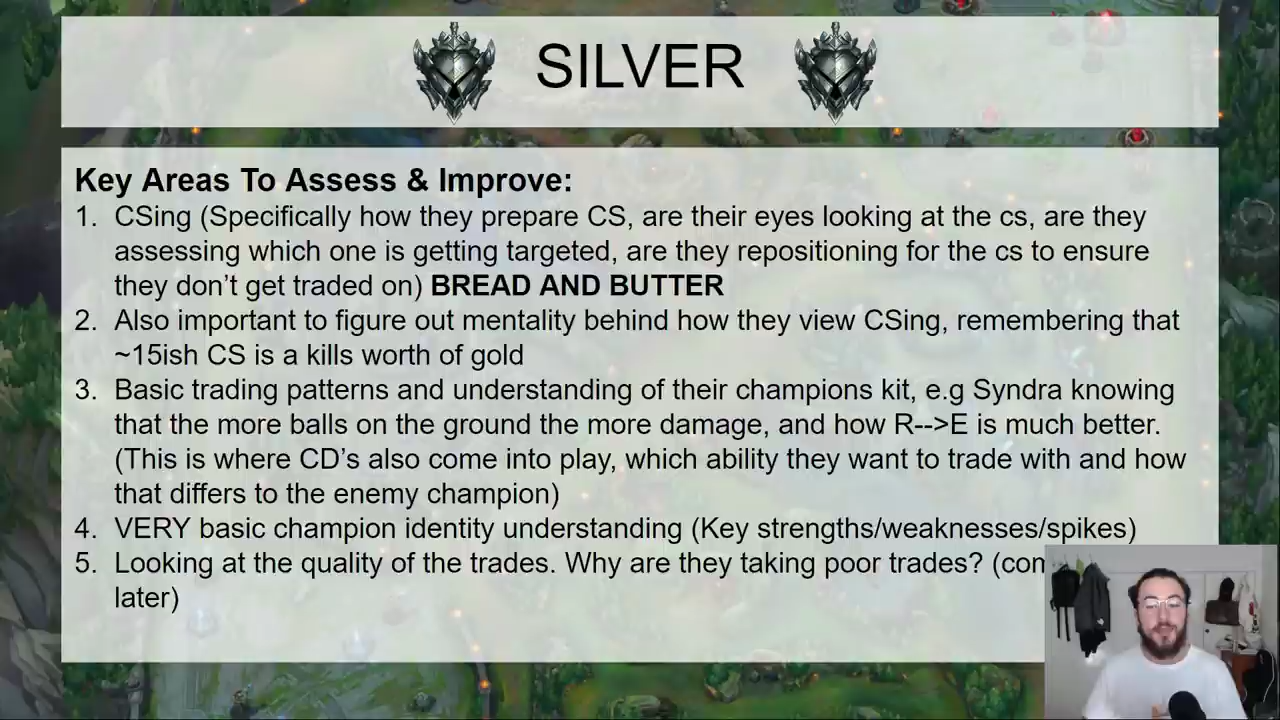 SILVER
Key Areas To Assess & Improve:
1. CSing (Specifically how they prepare CS, are their eyes looking at the cs, are they
assessing which one is getting targeted, are they repositioning for the cs to ensure
they don't get traded on) BREAD AND BUTTER
2. Also important to figure out mentality behind how they view CSing, remembering that
~15ish CS is a kills worth of gold
3. Basic trading patterns and understanding of their champions kit, e.g Syndra knowing
that the more balls on the ground the more damage, and how R-->E is much better.
(This is where CD's also come into play, which ability they want to trade with and how
that differs to the enemy champion)
4. VERY basic champion identity understanding (Key strengths/weaknesses/spikes)
5. Looking at the quality of the trades. Why are they taking poor trades?
later)